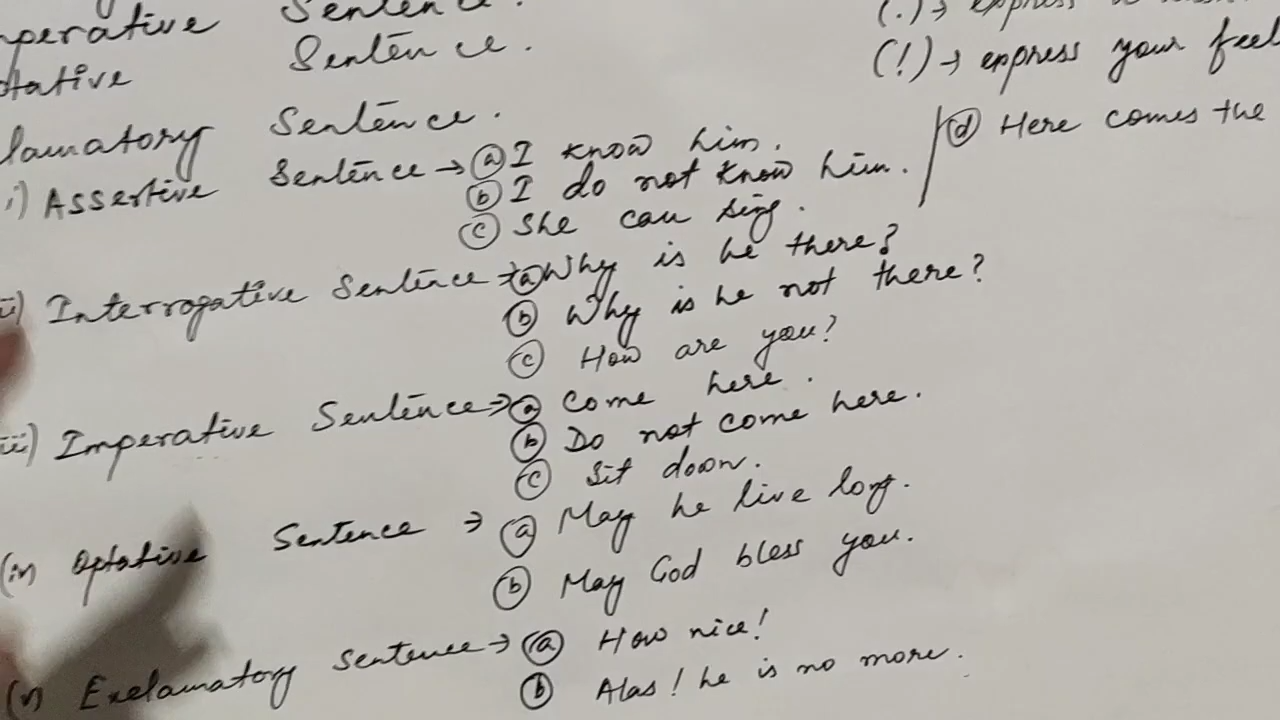 perative Sentence.
tative Sentence.
lamatory Sentence.
(.) → express
(!) → express your feel
i) Assertive Sentence → (a) I know him.
(b) I do not know him.
(c) She can sing.
(d) Here comes the
ii) Interrogative Sentence → (a) Why is he there?
(b) Why is he not there?
(c) How are you?
iii) Imperative Sentence → (a) Come here.
(b) Do not come here.
(c) Sit down.
(iv) Optative Sentence → (a) May he live long.
(b) May God bless you.
(v) Exclamatory Sentence → (a) How nice!
(b) Alas! he is no more.